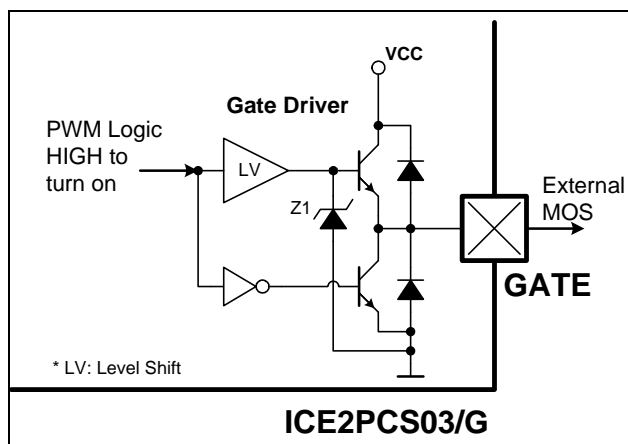 VCC
Gate Driver
PWM Logic
HIGH to
turn on
LV
Z1
External
MOS
GATE
* LV: Level Shift
ICE2PCS03/G